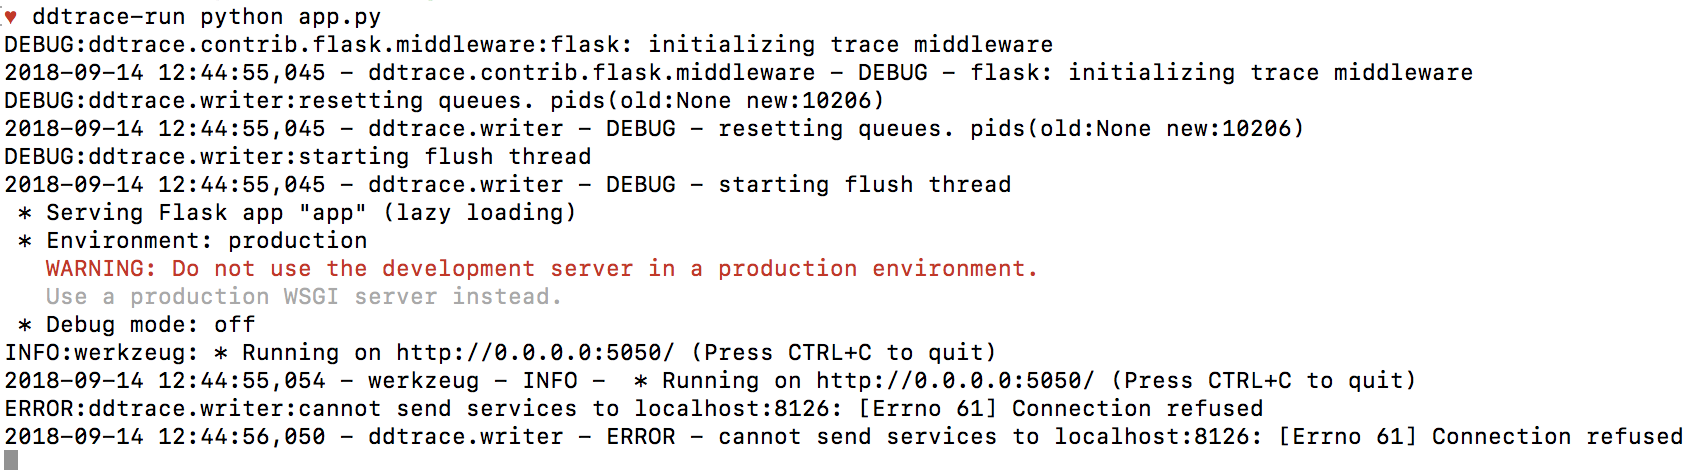 ♥ ddtrace-run python app.py
DEBUG:ddtrace.contrib.flask.middleware:flask: initializing trace middleware
2018-09-14 12:44:55,045 - ddtrace.contrib.flask.middleware - DEBUG - flask: initializing trace middleware
DEBUG:ddtrace.writer:resetting queues. pids(old:None new:10206)
2018-09-14 12:44:55,045 - ddtrace.writer - DEBUG - resetting queues. pids(old:None new:10206)
DEBUG:ddtrace.writer:starting flush thread
2018-09-14 12:44:55,045 - ddtrace.writer - DEBUG - starting flush thread
 * Serving Flask app "app" (lazy loading)
 * Environment: production
   WARNING: Do not use the development server in a production environment.
   Use a production WSGI server instead.
 * Debug mode: off
INFO:werkzeug: * Running on http://0.0.0.0:5050/ (Press CTRL+C to quit)
2018-09-14 12:44:55,054 - werkzeug - INFO -  * Running on http://0.0.0.0:5050/ (Press CTRL+C to quit)
ERROR:ddtrace.writer:cannot send services to localhost:8126: [Errno 61] Connection refused
2018-09-14 12:44:56,050 - ddtrace.writer - ERROR - cannot send services to localhost:8126: [Errno 61] Connection refused